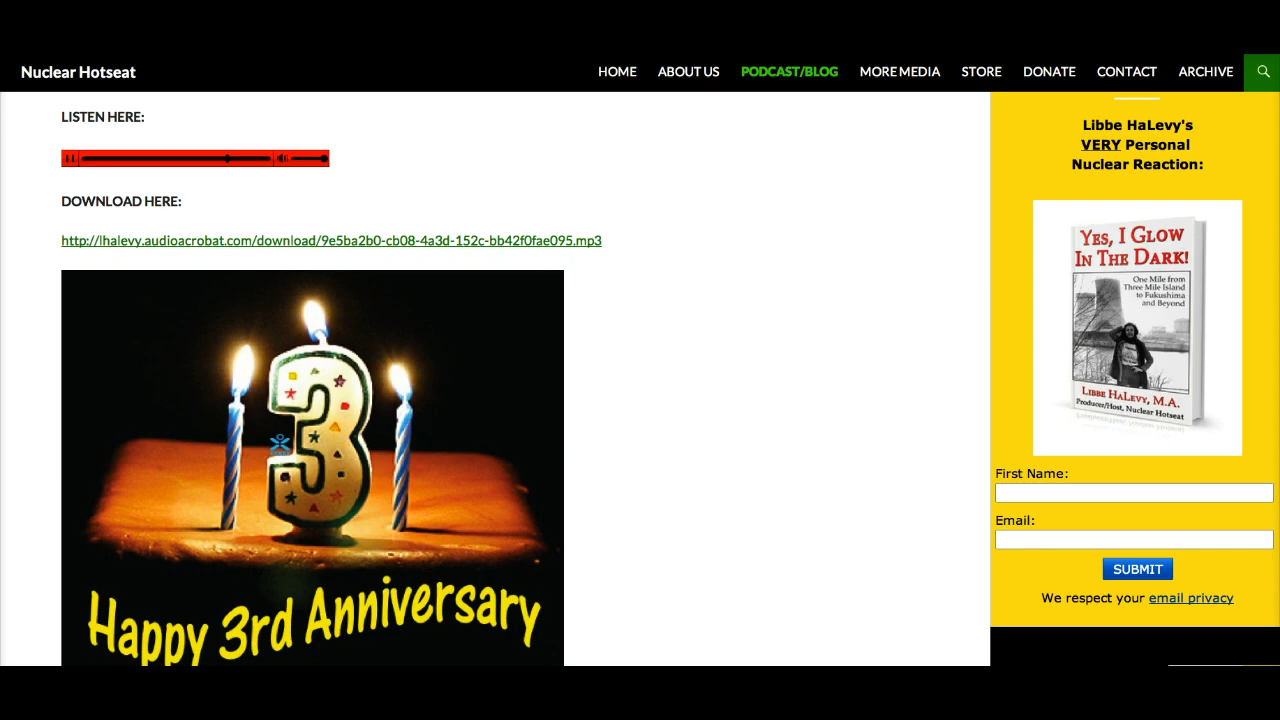 Nuclear Hotseat
HOME ABOUT US PODCAST/BLOG MORE MEDIA STORE DONATE CONTACT ARCHIVE
LISTEN HERE:
DOWNLOAD HERE:
http://lhalevy.audioacrobat.com/download/9e5ba2b0-cb08-4a3d-152c-bb42f0fae095.mp3
3
Happy 3rd Anniversary
Libbe HaLevy's
VERY Personal
Nuclear Reaction:
YES, I GLOW
IN THE DARK!
One Mile from
Three Mile Island
to Fukushima
and Beyond
LIBBE HALEVY, M.A.
Producer/Host, Nuclear Hotseat
First Name:
Email:
SUBMIT
We respect your email privacy